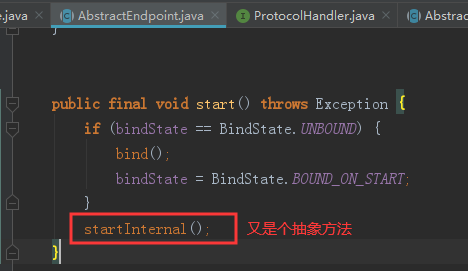 e.java × AbstractEndpoint.java × ProtocolHandler.java × Abstra
}
public final void start() throws Exception {
if (bindState == BindState.UNBOUND) {
bind();
bindState = BindState.BOUND_ON_START;
}
startInternal(); 又是个抽象方法
}